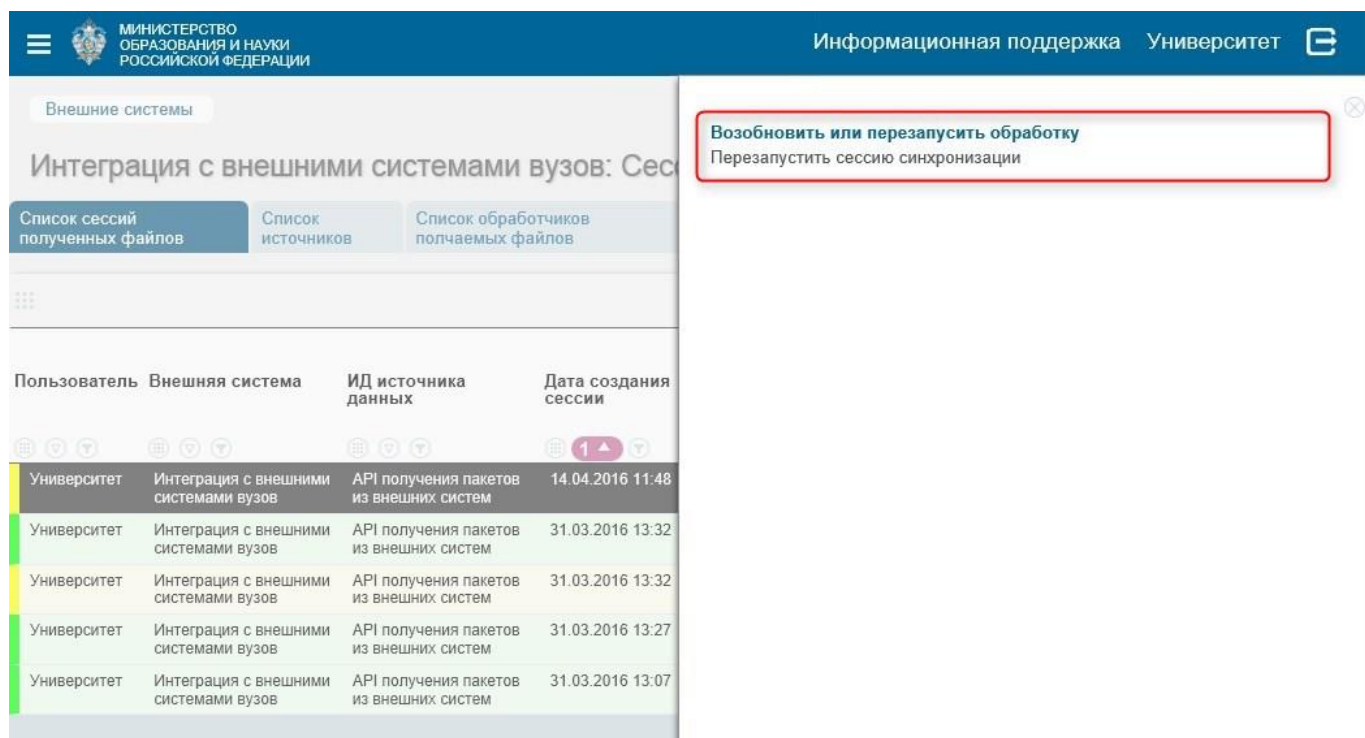 МИНИСТЕРСТВО
ОБРАЗОВАНИЯ И НАУКИ
РОССИЙСКОЙ ФЕДЕРАЦИИ
Информационная поддержка Университет
Внешние системы
Возобновить или перезапусить обработку
Перезапустить сессию синхронизации
Интеграция с внешними системами вузов: Сесс
Список сессий
полученных файлов
Список
источников
Список обработчиков
полчаемых файлов
Пользователь Внешняя система ИД источника
данных Дата создания
сессии
1
Университет Интеграция с внешними API получения пакетов 14.04.2016 11:48
системами вузов из внешних систем
Университет Интеграция с внешними API получения пакетов 31.03.2016 13:32
системами вузов из внешних систем
Университет Интеграция с внешними API получения пакетов 31.03.2016 13:32
системами вузов из внешних систем
Университет Интеграция с внешними API получения пакетов 31.03.2016 13:27
системами вузов из внешних систем
Университет Интеграция с внешними API получения пакетов 31.03.2016 13:07
системами вузов из внешних систем